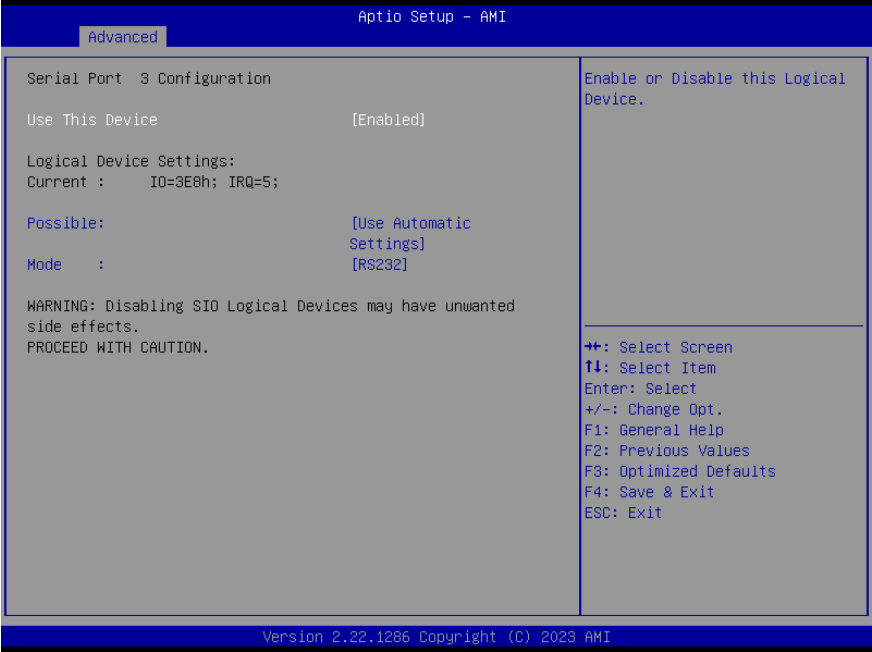 Aptio Setup – AMI
Advanced
Serial Port  3 Configuration
Use This Device [Enabled]
Logical Device Settings:
Current : IO=3E8h; IRQ=5;
Possible: [Use Automatic
Settings]
Mode : [RS232]
WARNING: Disabling SIO Logical Devices may have unwanted
side effects.
PROCEED WITH CAUTION.
Enable or Disable this Logical
Device.
→←: Select Screen
↑↓: Select Item
Enter: Select
+/-: Change Opt.
F1: General Help
F2: Previous Values
F3: Optimized Defaults
F4: Save & Exit
ESC: Exit
Version 2.22.1286 Copyright (C) 2023 AMI